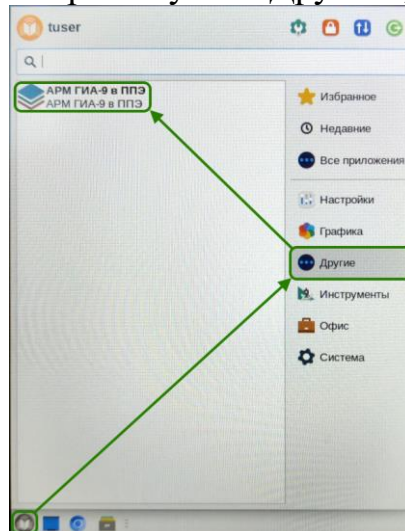 tuser
АРМ ГИА-9 в ППЭ
АРМ ГИА-9 в ППЭ
Избранное
Недавние
Все приложения
Настройки
Графика
Другие
Инструменты
Офис
Система